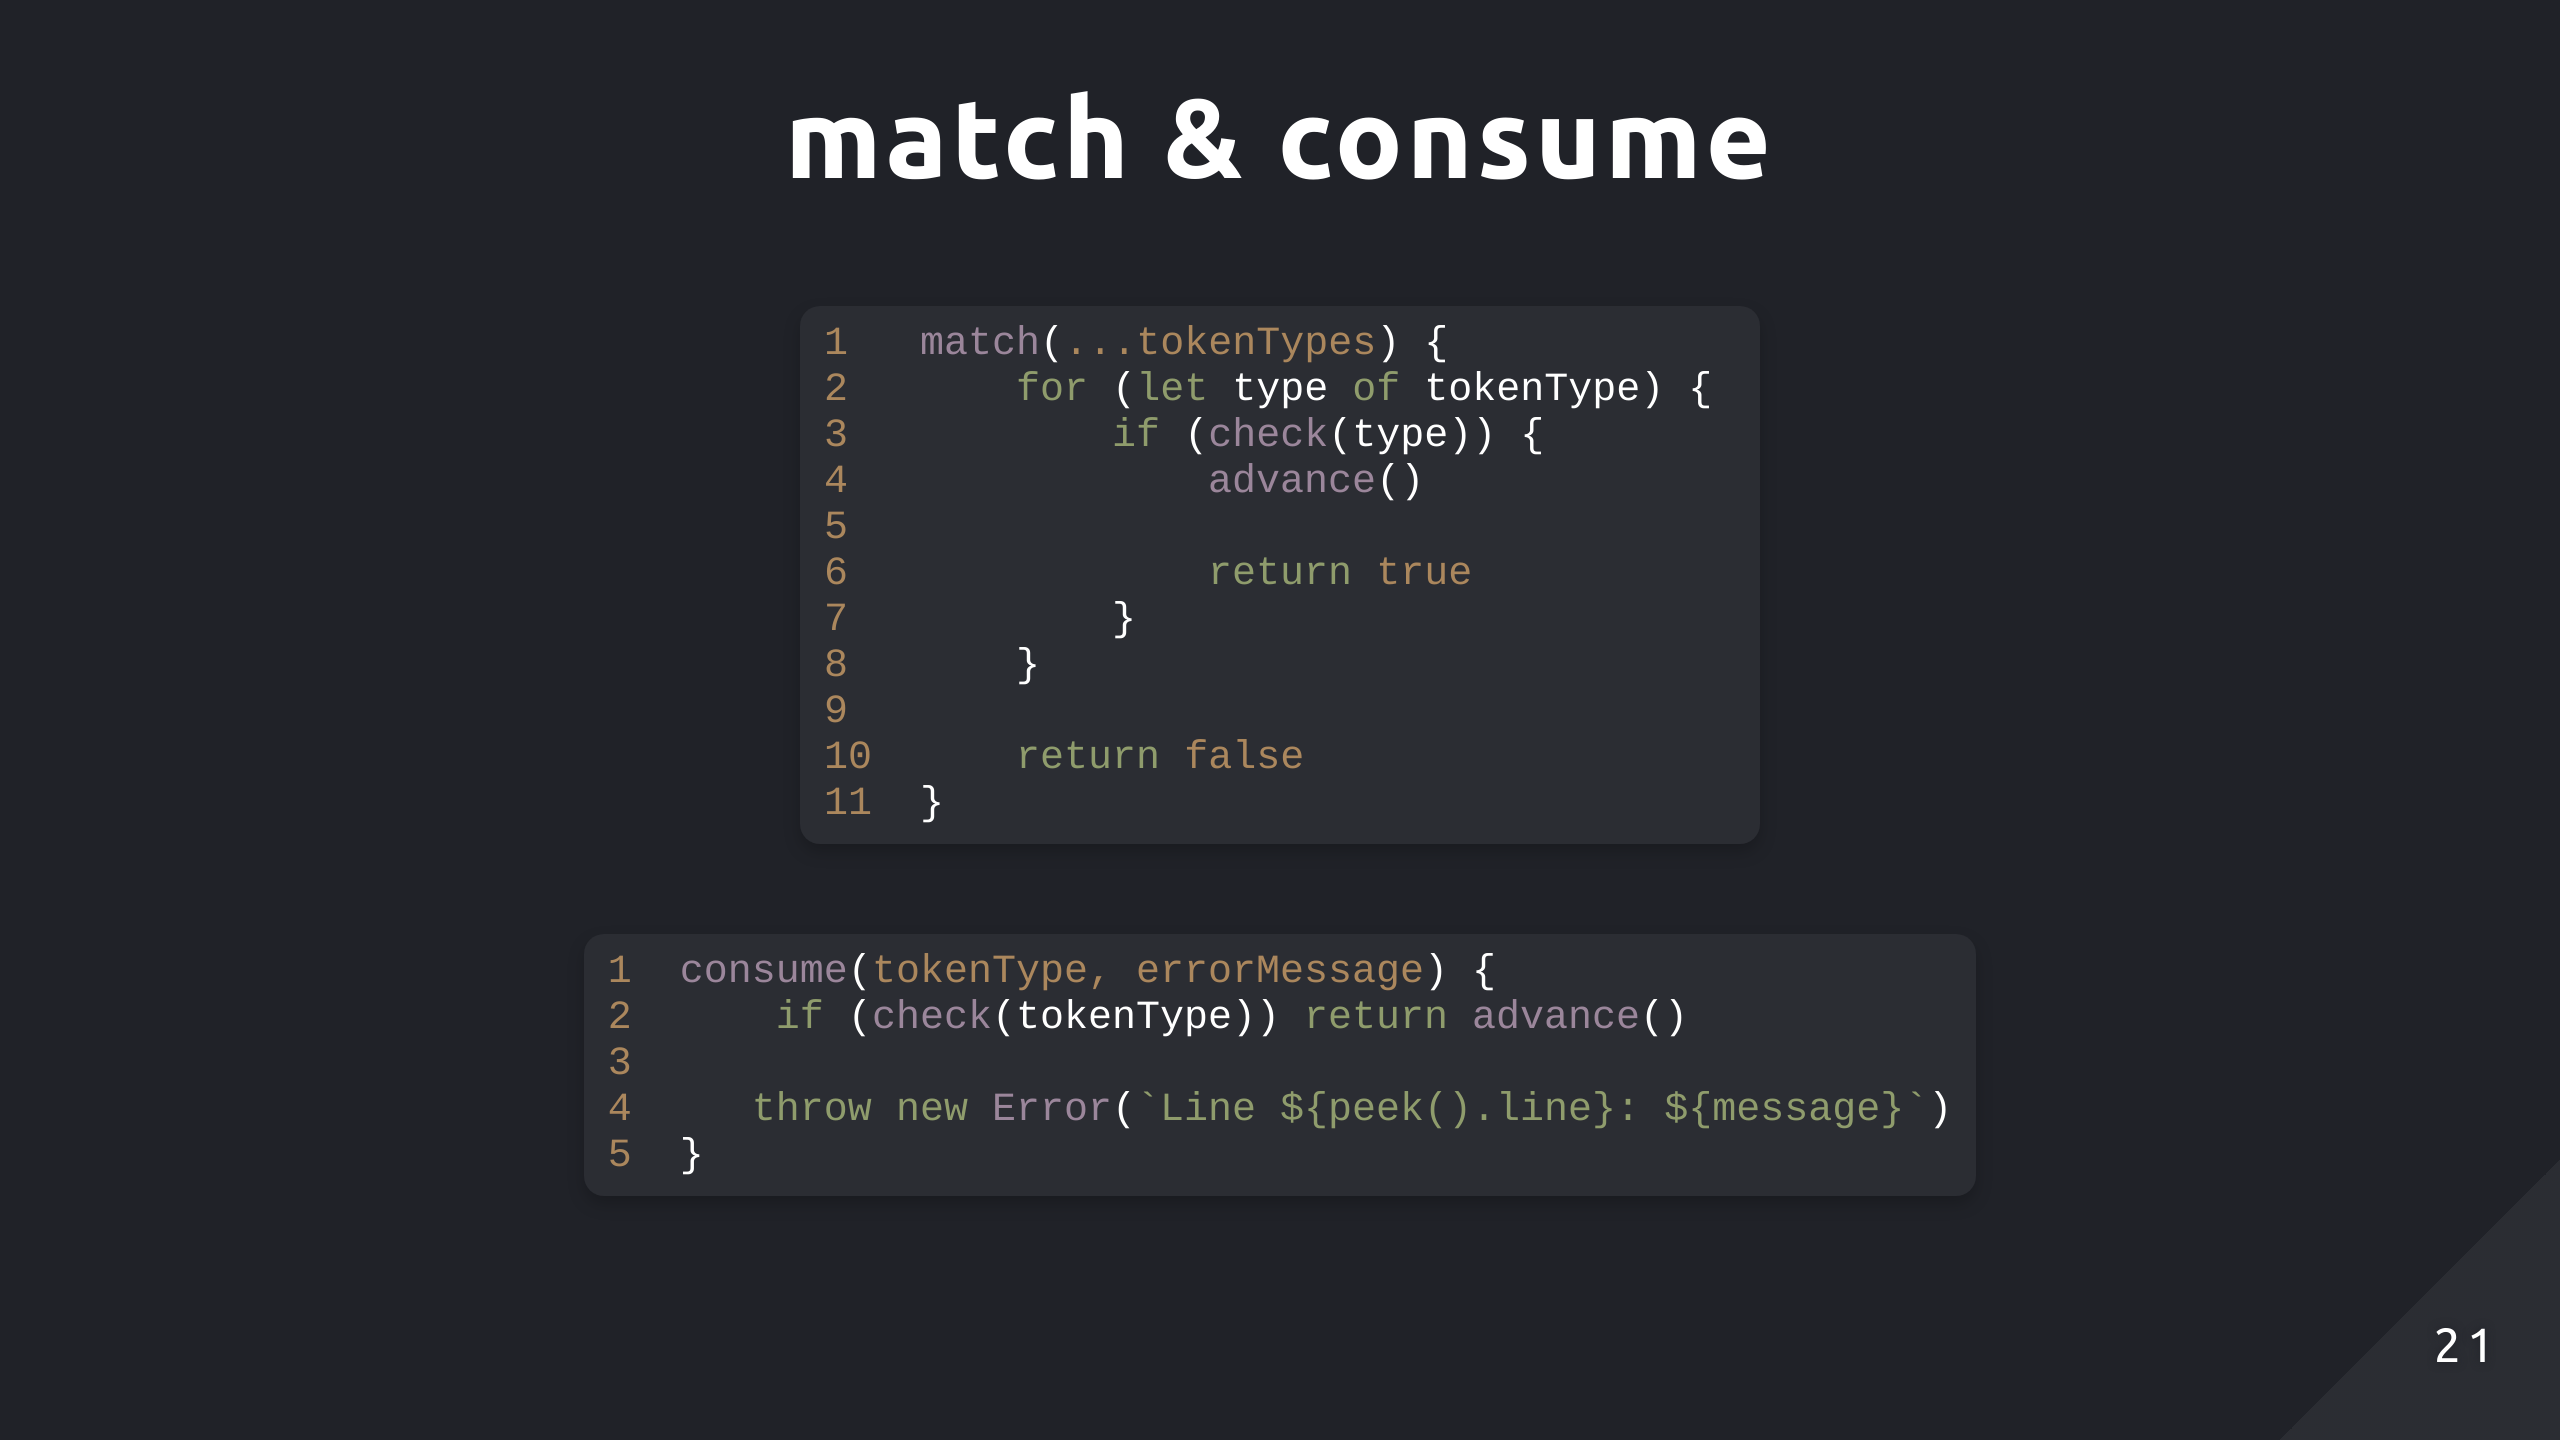 match & consume
1   match(...tokenTypes) {
2       for (let type of tokenType) {
3           if (check(type)) {
4               advance()
5
6               return true
7           }
8       }
9
10      return false
11  }
1  consume(tokenType, errorMessage) {
2      if (check(tokenType)) return advance()
3
4     throw new Error(`Line ${peek().line}: ${message}`)
5  }
21